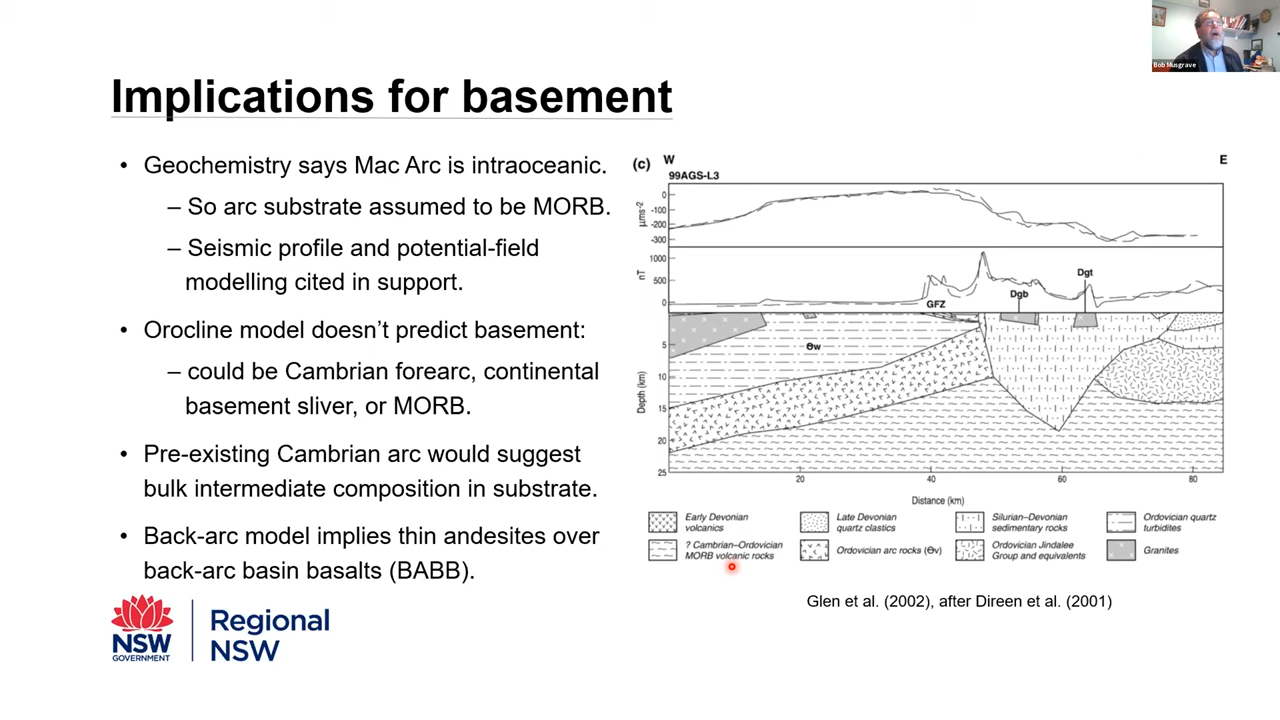 Bob Musgrave
Implications for basement
• Geochemistry says Mac Arc is intraoceanic.
– So arc substrate assumed to be MORB.
– Seismic profile and potential-field
modelling cited in support.
• Orocline model doesn’t predict basement:
– could be Cambrian forearc, continental
basement sliver, or MORB.
• Pre-existing Cambrian arc would suggest
bulk intermediate composition in substrate.
• Back-arc model implies thin andesites over
back-arc basin basalts (BABB).
NSW
GOVERNMENT
Regional
NSW
(c) W E
99AGS-L3
μms-2
0
-100
-200
-300
nT
1000
500
0
GFZ
Dgb
Dgt
Depth (km)
5
10
15
20
25
Ꞓw
20 40 60 80
Distance (km)
Early Devonian
volcanics
Late Devonian
quartz clastics
Silurian–Devonian
sedimentary rocks
Ordovician quartz
turbidites
? Cambrian–Ordovician
MORB volcanic rocks
Ordovician arc rocks (Ꞓv)
Ordovician Jindalee
Group and equivalents
Granites
Glen et al. (2002), after Direen et al. (2001)